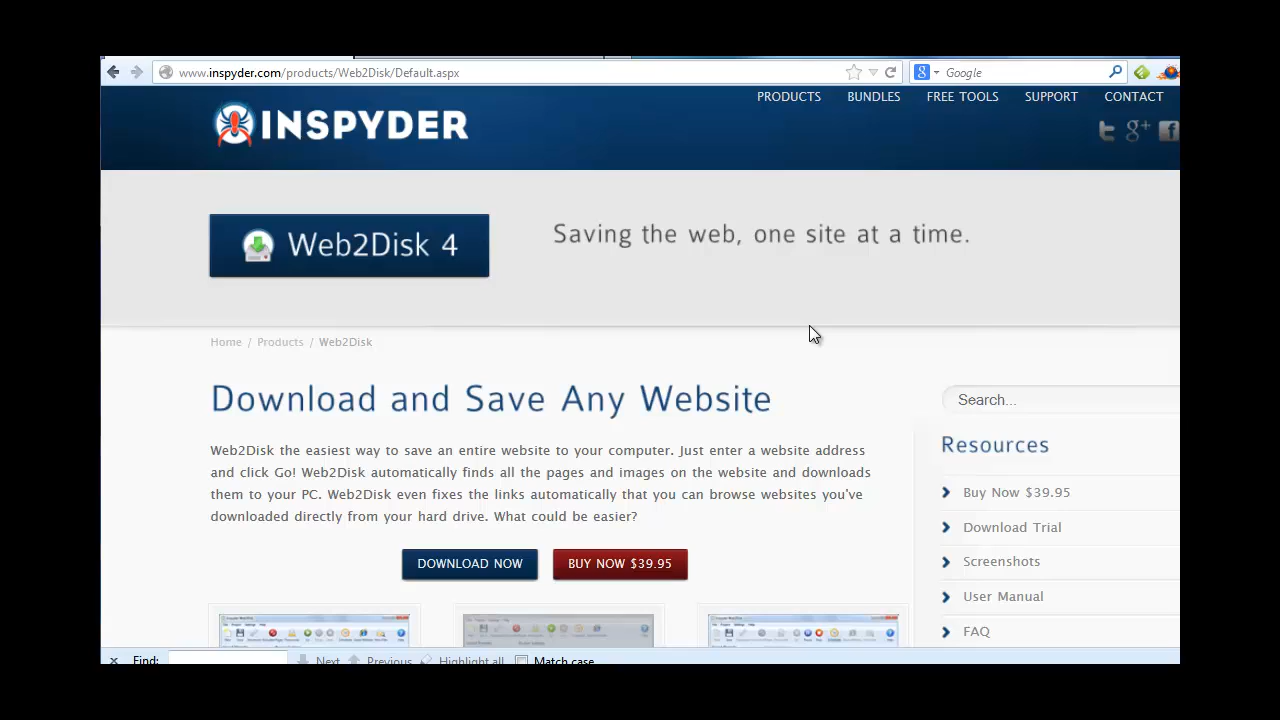 www.inspyder.com/products/Web2Disk/Default.aspx
Google
PRODUCTS BUNDLES FREE TOOLS SUPPORT CONTACT
INSPYDER
Web2Disk 4
Saving the web, one site at a time.
Home / Products / Web2Disk
Download and Save Any Website
Web2Disk the easiest way to save an entire website to your computer. Just enter a website address
and click Go! Web2Disk automatically finds all the pages and images on the website and downloads
them to your PC. Web2Disk even fixes the links automatically that you can browse websites you've
downloaded directly from your hard drive. What could be easier?
DOWNLOAD NOW
BUY NOW $39.95
Search...
Resources
Buy Now $39.95
Download Trial
Screenshots
User Manual
FAQ
Find: Next Previous Highlight all Match case